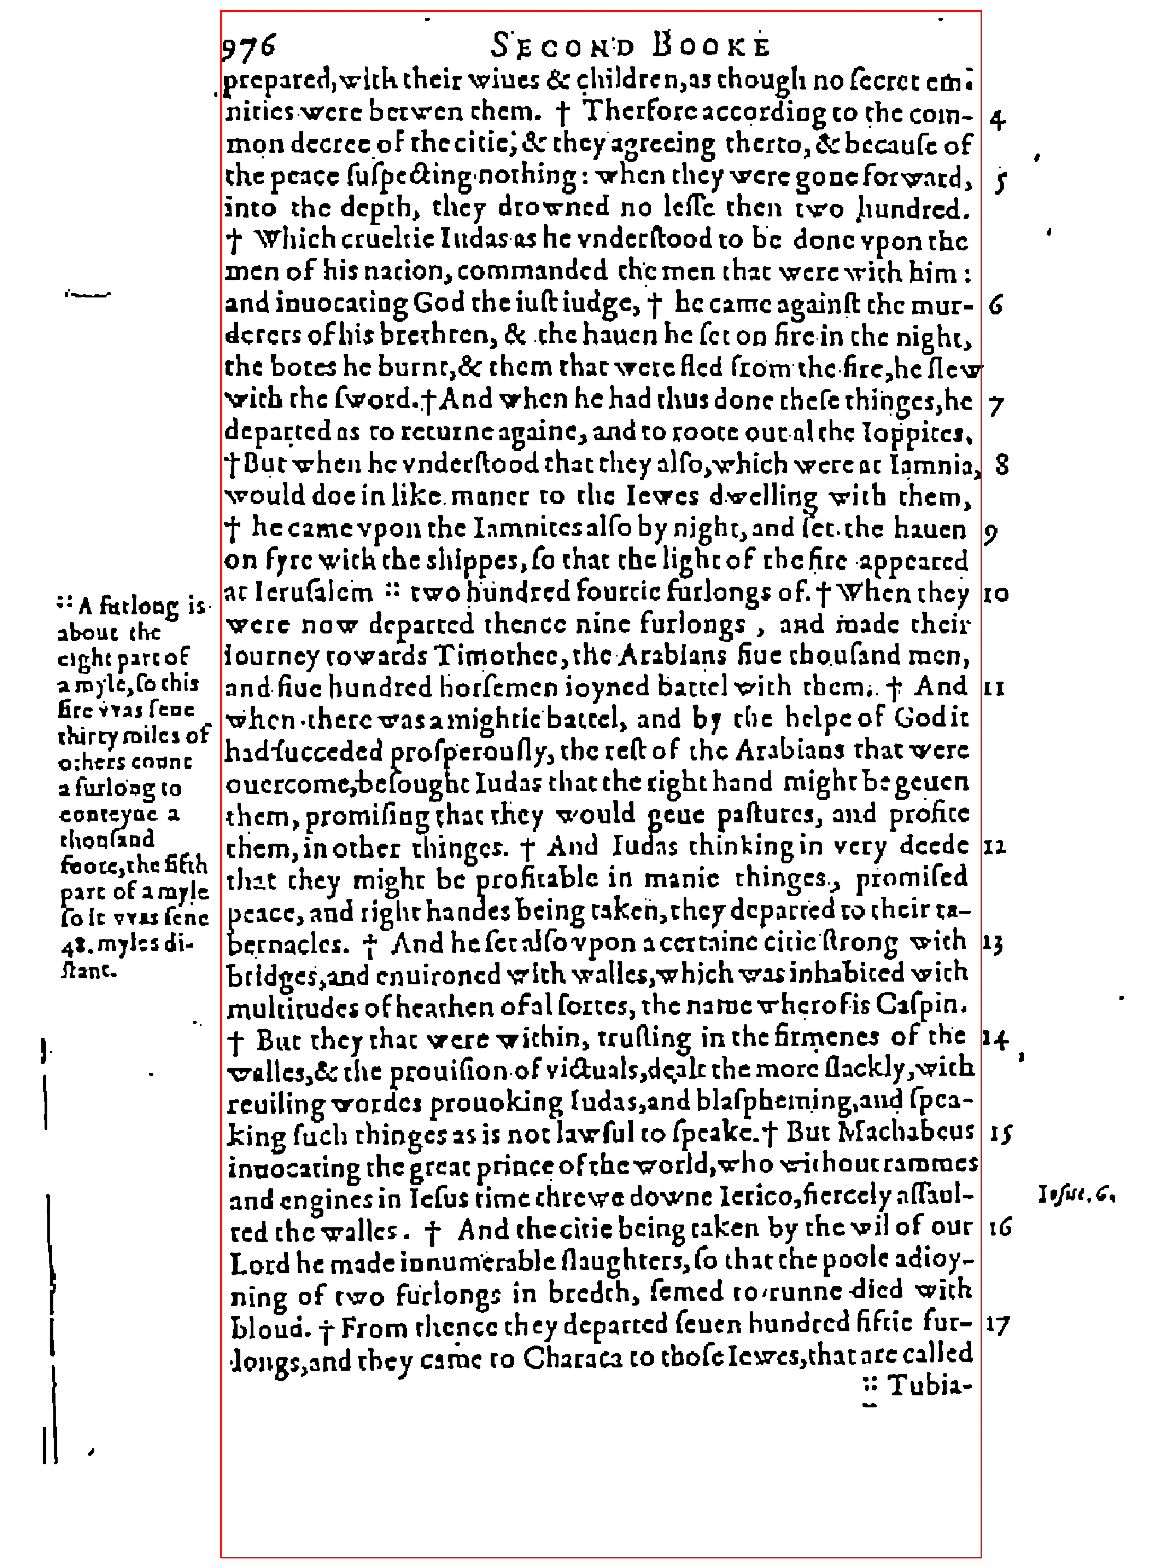 976 SECOND BOOKE
prepared, with their wiues & children, as though no ſecret emi-
nities were betwen them. † Therfore according to the com- 4
mon decree of the citie, & they agreeing therto, & becauſe of
the peace ſuſpecting nothing: when they were gone forward, 5
into the depth, they drowned no leſſe then two hundred.
† Which crueltie Iudas as he vnderſtood to be done vpon the
men of his nation, commanded the men that were with him:
and inuocating God the iuſt iudge, † he came againſt the mur- 6
derers of his brethren, & the hauen he ſet on fire in the night,
the botes he burnt, & them that were fled from the fire, he ſlew
with the ſword. † And when he had thus done theſe thinges, he 7
departed as to returne againe, and to roote out al the Ioppites.
† But when he vnderſtood that they alſo, which were at Iamnia, 8
would doe in like maner to the Iewes dwelling with them,
† he came vpon the Iamnites alſo by night, and ſet the hauen 9
on fyre with the shippes, ſo that the light of the fire appeared
at Ieruſalem :: two hundred fourtie furlongs of. † When they 10
were now departed thence nine furlongs, and made their
iourney towards Timothee, the Arabians fiue thouſand men,
and fiue hundred horſemen ioyned battel with them. † And 11
when there was a mightie battel, and by the helpe of God it
had ſucceded proſperouſly, the reſt of the Arabians that were
ouercome, beſought Iudas that the right hand might be geuen
them, promiſing that they would geue paſtures, and profite
them, in other thinges. † And Iudas thinking in very deede 12
that they might be profitable in manie thinges, promiſed
peace, and right handes being taken, they departed to their ta-
bernacles. † And he ſet alſo vpon a certaine citie ſtrong with 13
bridges, and enuironed with walles, which was inhabited with
multitudes of heathen of al ſortes, the name wherof is Caſpin.
† But they that were within, truſting in the firmenes of the 14
walles, & the prouiſion of victuals, dealt the more ſlackly, with
reuiling wordes prouoking Iudas, and blaſpheming, and ſpea-
king ſuch thinges as is not lawful to ſpeake. † But Machabeus 15
inuocating the great prince of the world, who without rammes
and engines in Ieſus time threwe downe Ierico, fiercely aſſaul-
ted the walles. † And the citie being taken by the wil of our 16
Lord he made innumerable ſlaughters, ſo that the poole adioy-
ning of two furlongs in bredth, ſemed to runne died with
bloud. † From thence they departed ſeuen hundred fiftie fur- 17
longs, and they came to Characa to thoſe Iewes, that are called
:: Tubia-
:: A furlong is
about the
eight part of
a myle, ſo this
fire vvas ſene
thirty miles of
others count
a furlong to
conteyne a
thouſand
foote, the fifth
part of a myle
ſo it vvas ſene
48. myles di-
ſtant.
Ioſue. 6.